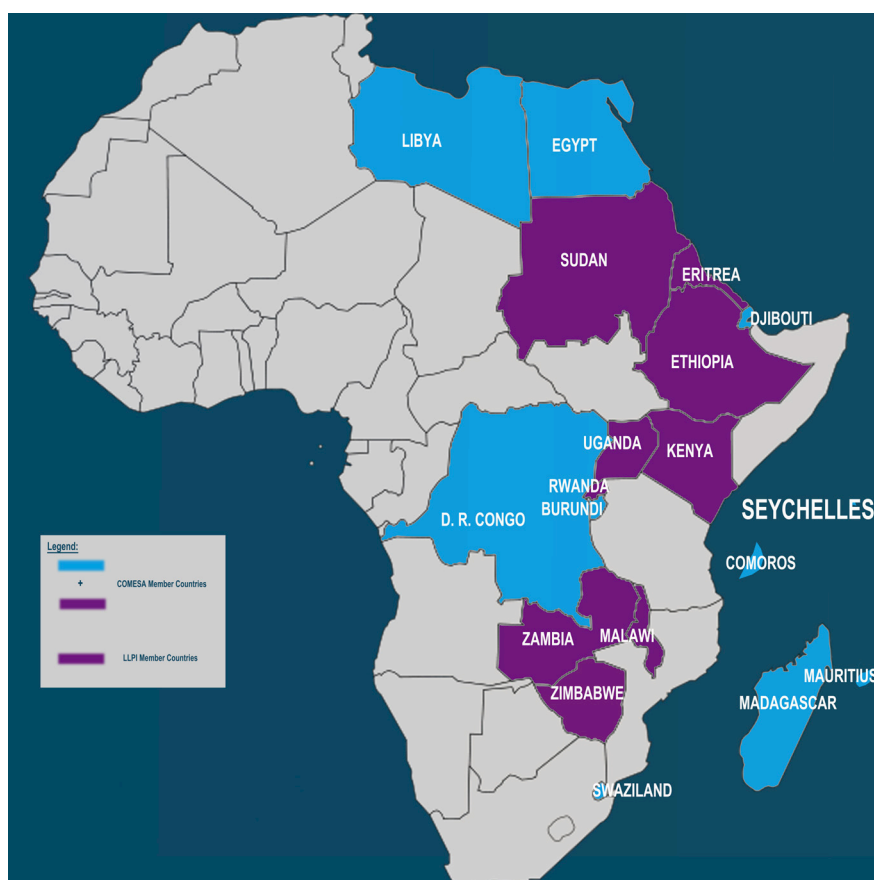 LIBYA
EGYPT
SUDAN
ERITREA
DJIBOUTI
ETHIOPIA
UGANDA
KENYA
RWANDA
BURUNDI
D. R. CONGO
SEYCHELLES
COMOROS
ZAMBIA
MALAWI
ZIMBABWE
MAURITIUS
MADAGASCAR
SWAZILAND
Legend:
+ COMESA Member Countries
LLPI Member Countries